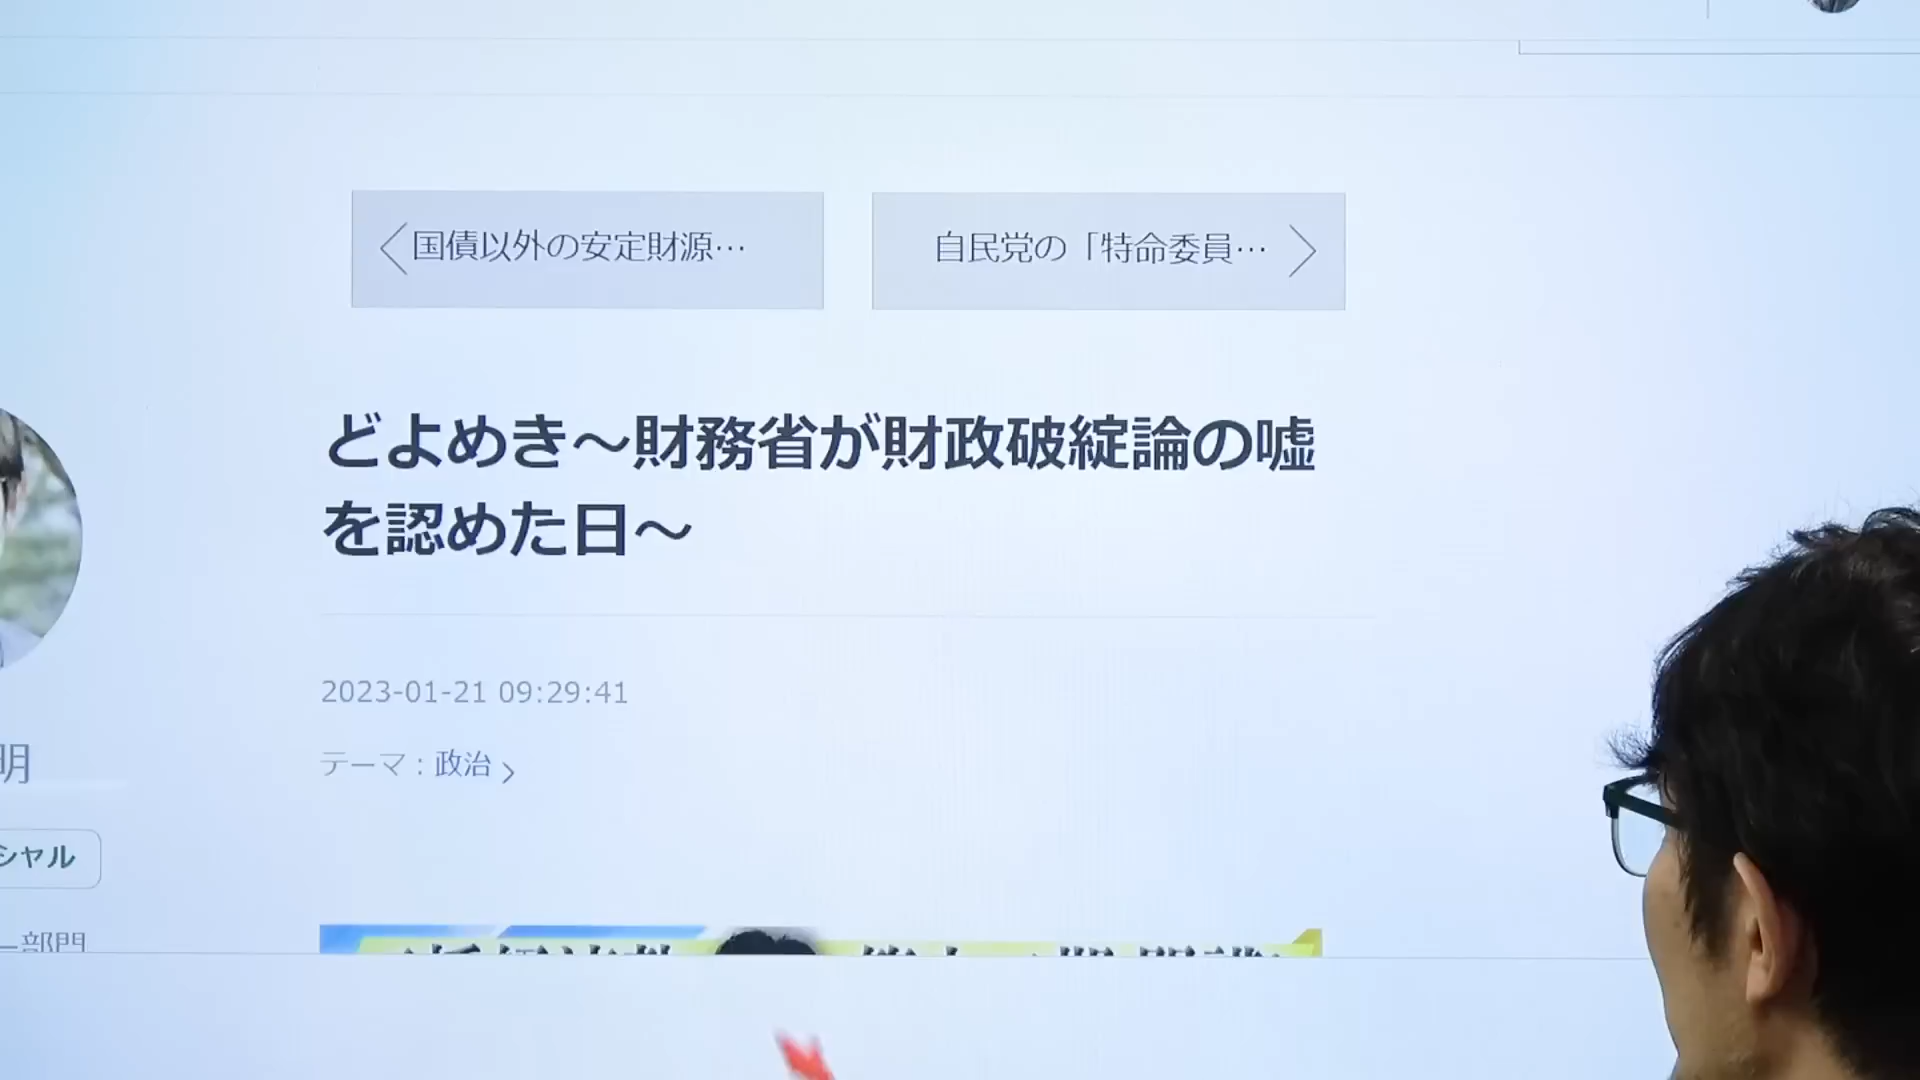 国債以外の安定財源…
自民党の「特命委員…
どよめき～財務省が財政破綻論の嘘
を認めた日～
2023-01-21 09:29:41
テーマ：政治
明
シャル
部門